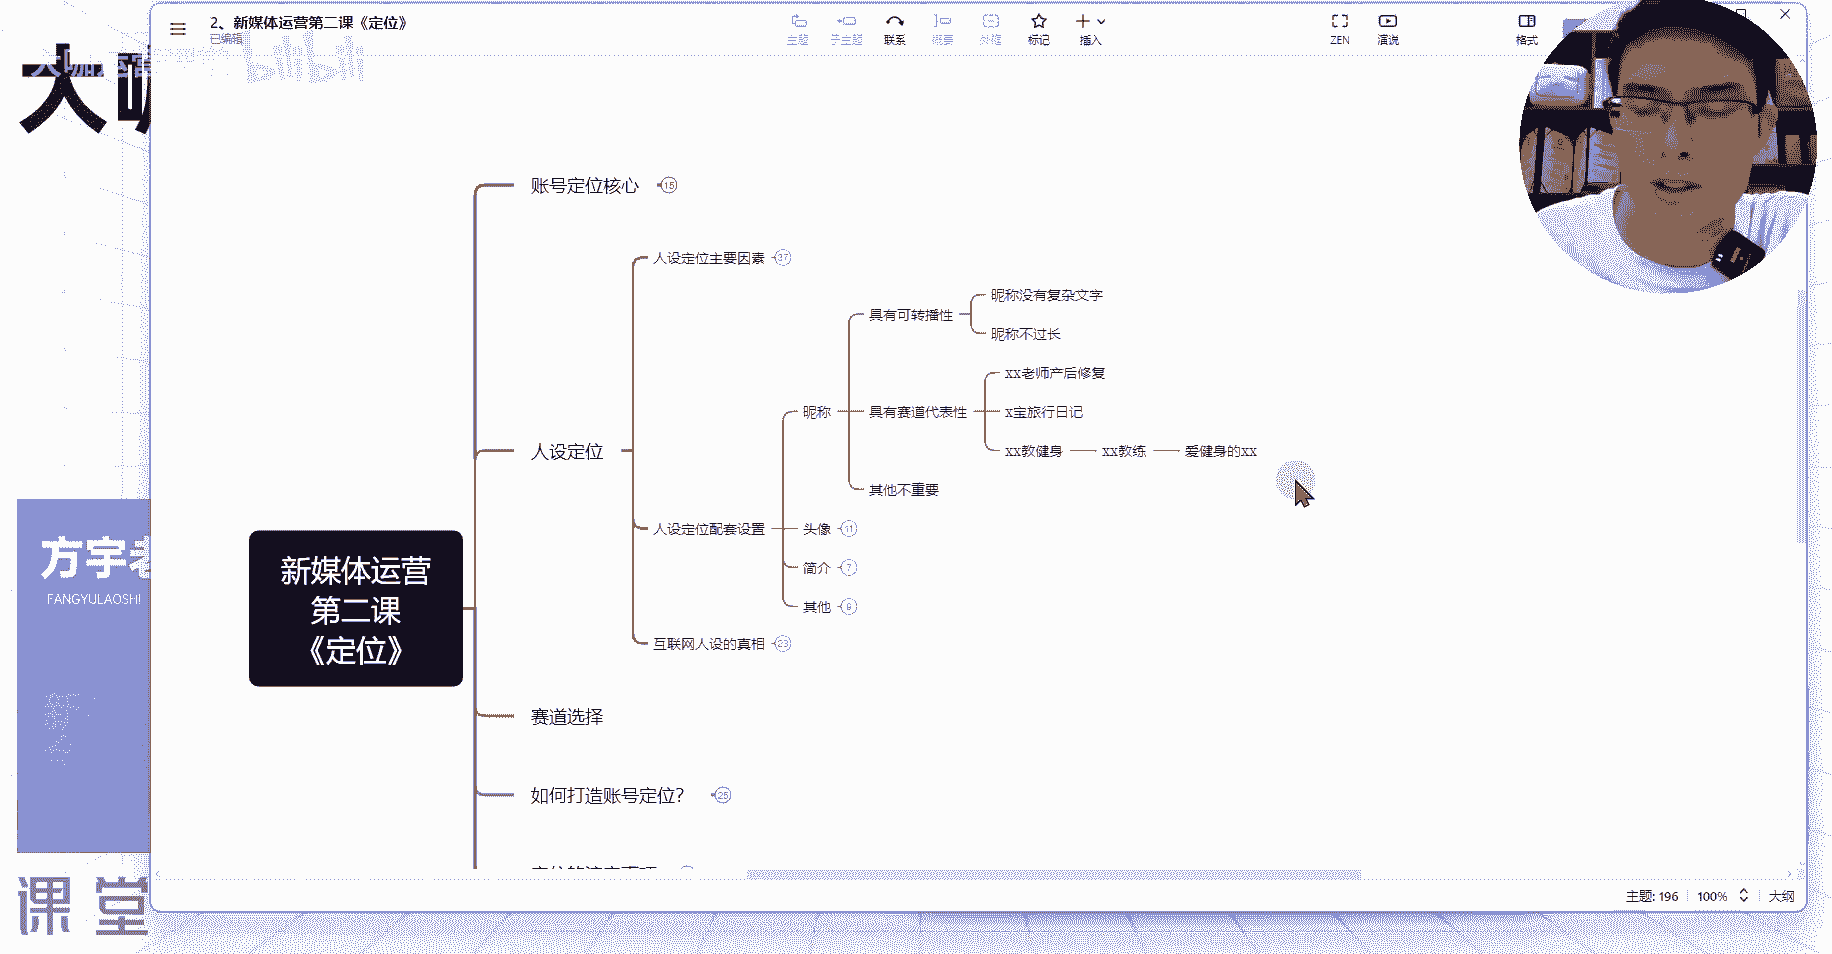 2、新媒体运营第二课《定位》
已编辑
主题
子主题
联系
概要
外框
标记
插入
ZEN
演说
格式
大咖运营
bilibili
大
账号定位核心 15
人设定位主要因素 37
昵称没有复杂文字
具有可转播性
昵称不过长
xx老师产后修复
昵称
具有赛道代表性
x宝旅行日记
xx教健身
xx教练
爱健身的xx
人设定位
其他不重要
人设定位配套设置
头像 11
简介 7
其他 9
互联网人设的真相 23
新媒体运营
第二课
《定位》
赛道选择
如何打造账号定位? 25
方宇老
FANGYULAOSHI
课堂
主题: 196
100%
大纲